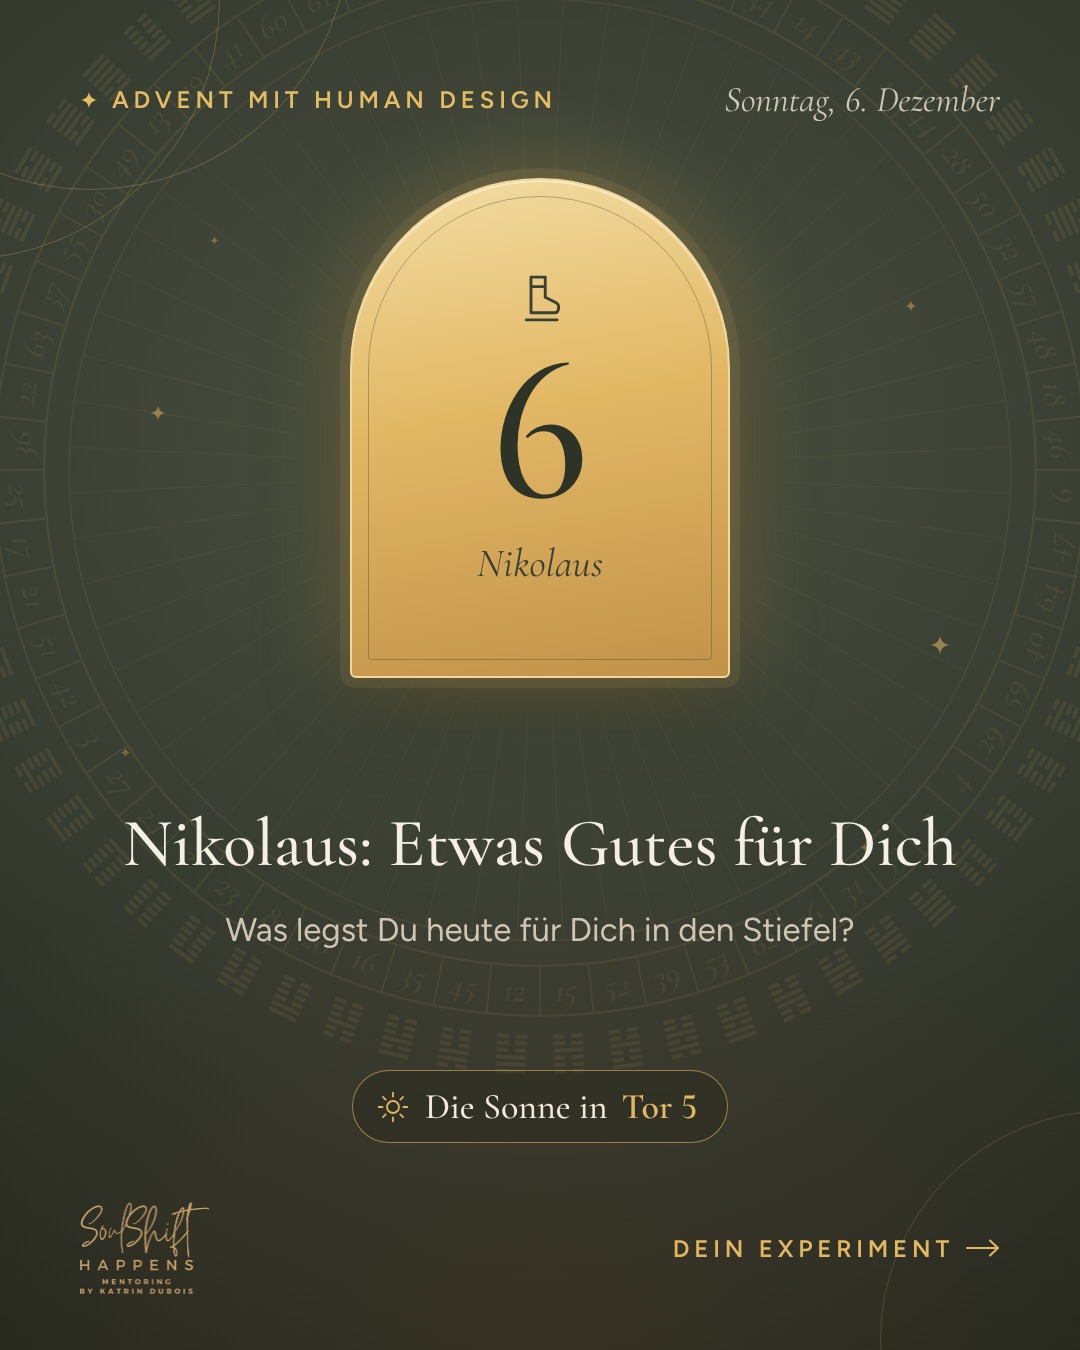 ADVENT MIT HUMAN DESIGN
Sonntag, 6. Dezember
6
Nikolaus
Nikolaus: Etwas Gutes für Dich
Was legst Du heute für Dich in den Stiefel?
Die Sonne in Tor 5
SoulShift
HAPPENS
MENTORING
BY KATRIN DUBOIS
DEIN EXPERIMENT →